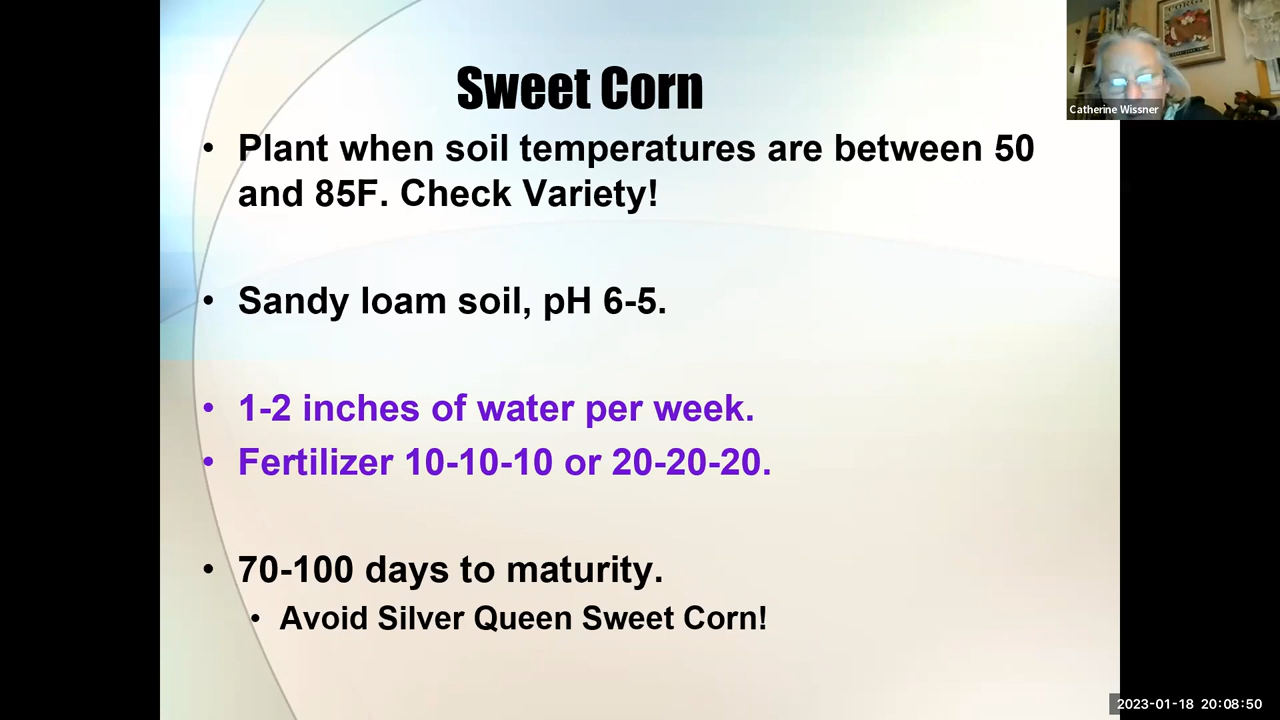 Sweet Corn
• Plant when soil temperatures are between 50
and 85F. Check Variety!
• Sandy loam soil, pH 6-5.
• 1-2 inches of water per week.
• Fertilizer 10-10-10 or 20-20-20.
• 70-100 days to maturity.
• Avoid Silver Queen Sweet Corn!
CORGI
Catherine Wissner
2023-01-18 20:08:50